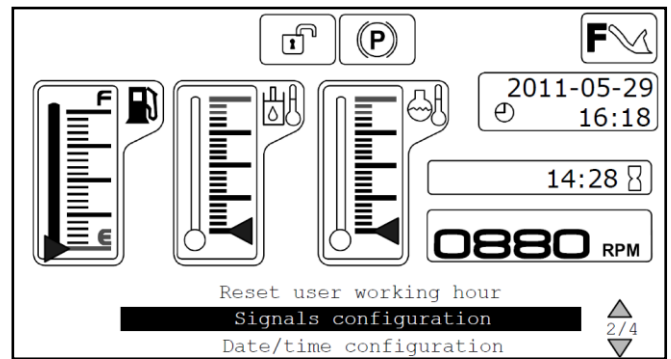 P
F
F
E
2011-05-29
16:18
14:28
0880 RPM
Reset user working hour
Signals configuration
2/4
Date/time configuration